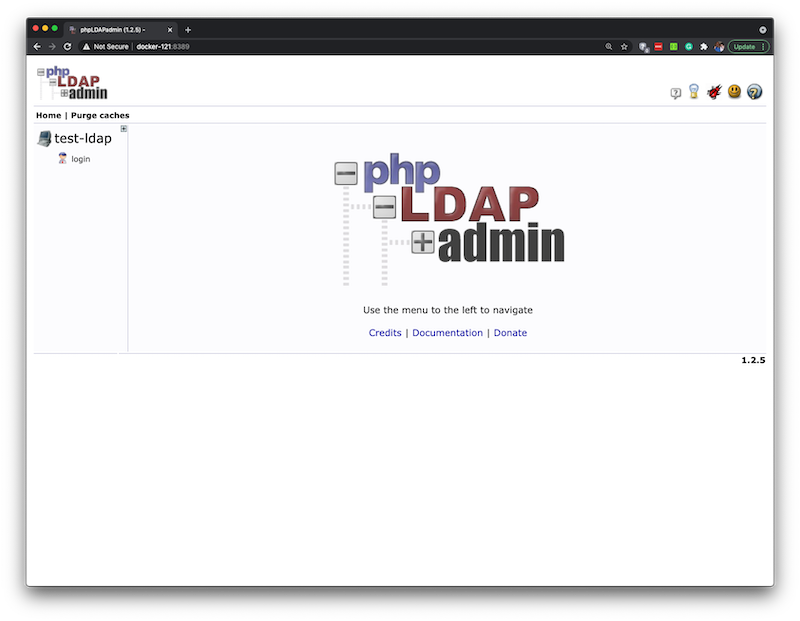 phpLDAPadmin (1.2.5) -
Not Secure | docker-121:8389
Update
php
LDAP
admin
Home | Purge caches
test-ldap
login
php
LDAP
admin
Use the menu to the left to navigate
Credits | Documentation | Donate
1.2.5